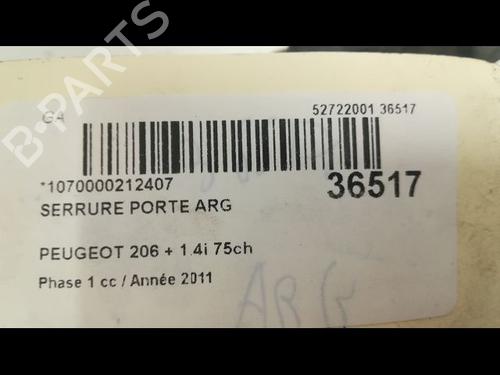 GA
52722001 36517
*1070000212407
36517
SERRURE PORTE ARG
PEUGEOT 206 + 1.4i 75ch
Phase 1 cc / Année 2011
ARG
B-PARTS